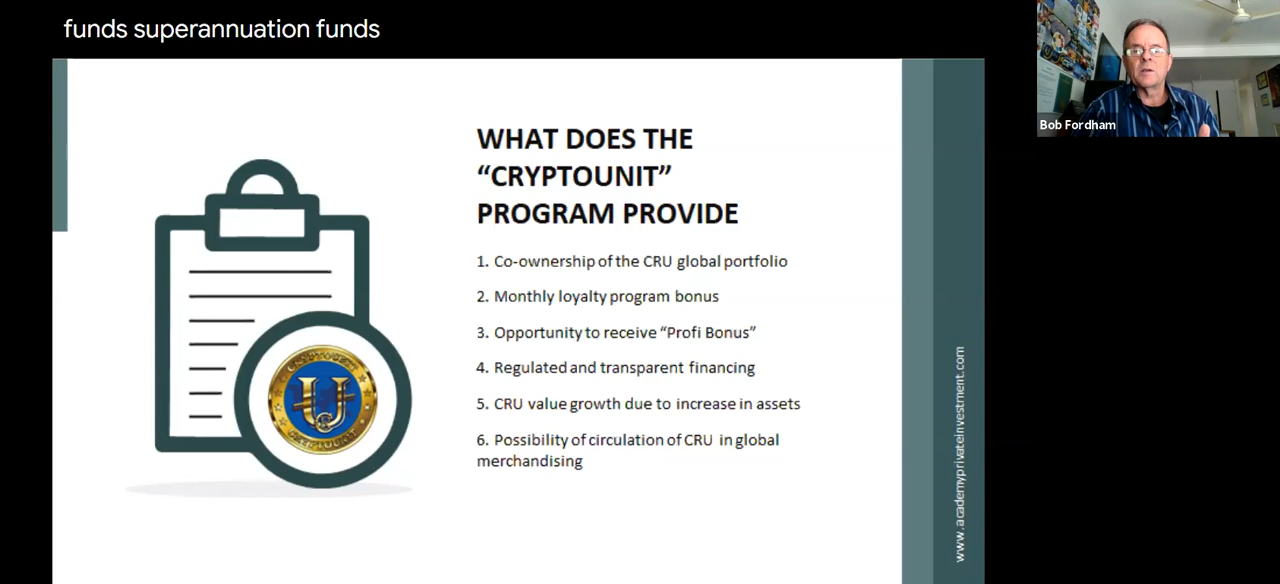 funds superannuation funds
Bob Fordham
WHAT DOES THE
“CRYPTOUNIT”
PROGRAM PROVIDE
1. Co-ownership of the CRU global portfolio
2. Monthly loyalty program bonus
3. Opportunity to receive “Profi Bonus”
4. Regulated and transparent financing
5. CRU value growth due to increase in assets
6. Possibility of circulation of CRU in global
merchandising
CRYPTOUNIT
U
CRYPTOUNIT
www.academyprivateinvestment.com